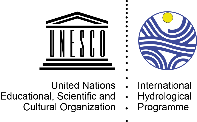 UNESCO
United Nations
Educational, Scientific and
Cultural Organization
International
Hydrological
Programme